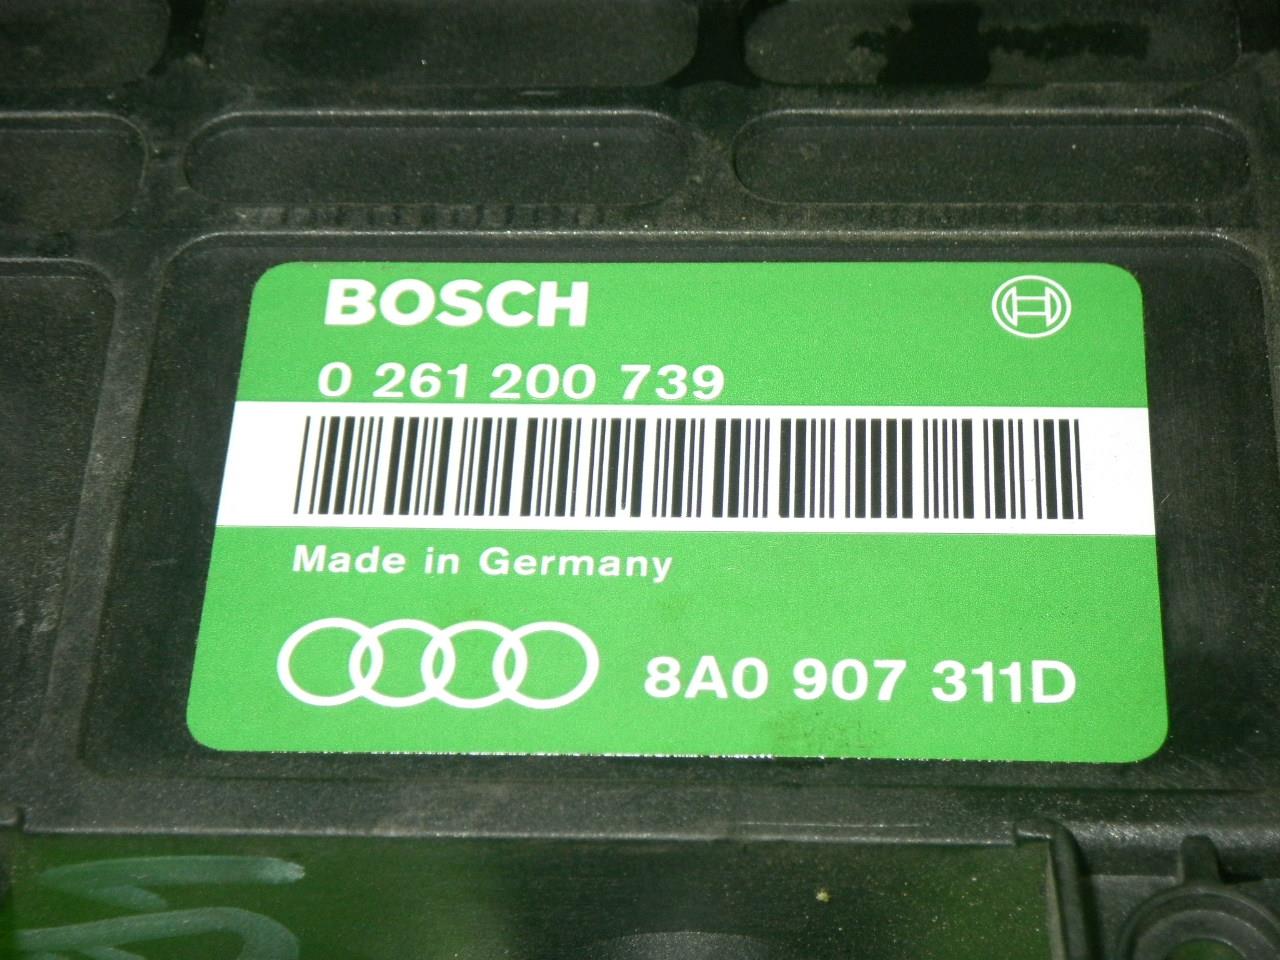 BOSCH
0 261 200 739
Made in Germany
8A0 907 311D